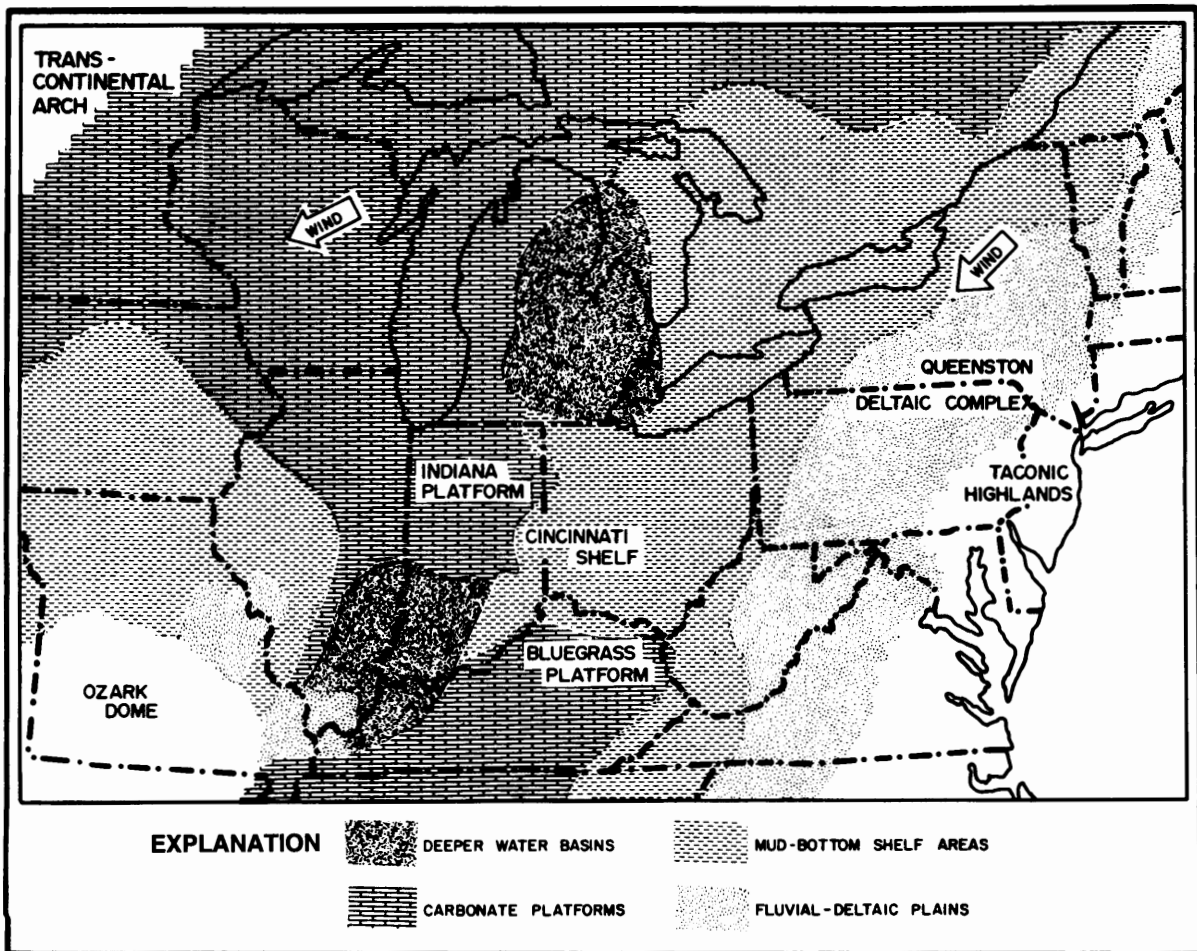 TRANS-
CONTINENTAL
ARCH
WIND
WIND
QUEENSTON
DELTAIC COMPLEX
TACONIC
HIGHLANDS
INDIANA
PLATFORM
CINCINNATI
SHELF
BLUEGRASS
PLATFORM
OZARK
DOME
EXPLANATION
DEEPER WATER BASINS
MUD-BOTTOM SHELF AREAS
CARBONATE PLATFORMS
FLUVIAL-DELTAIC PLAINS